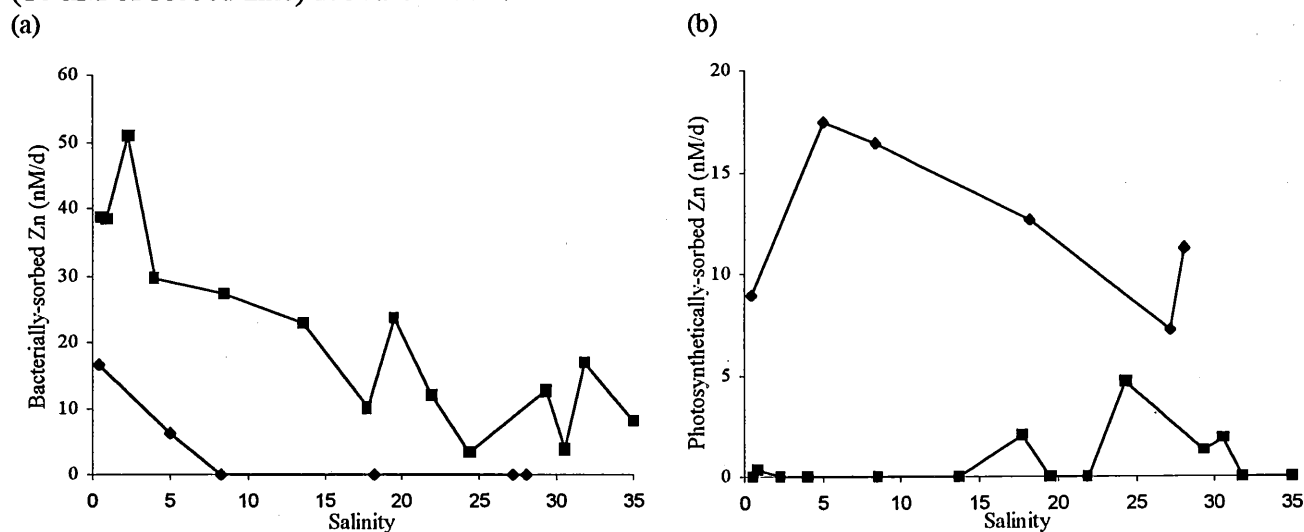 (a)
(b)
60
50
40
30
20
10
0
Bacterially-sorbed Zn (nM/d)
0 5 10 15 20 25 30 35
Salinity
20
15
10
5
0
Photosynthetically-sorbed Zn (nM/d)
0 5 10 15 20 25 30 35
Salinity